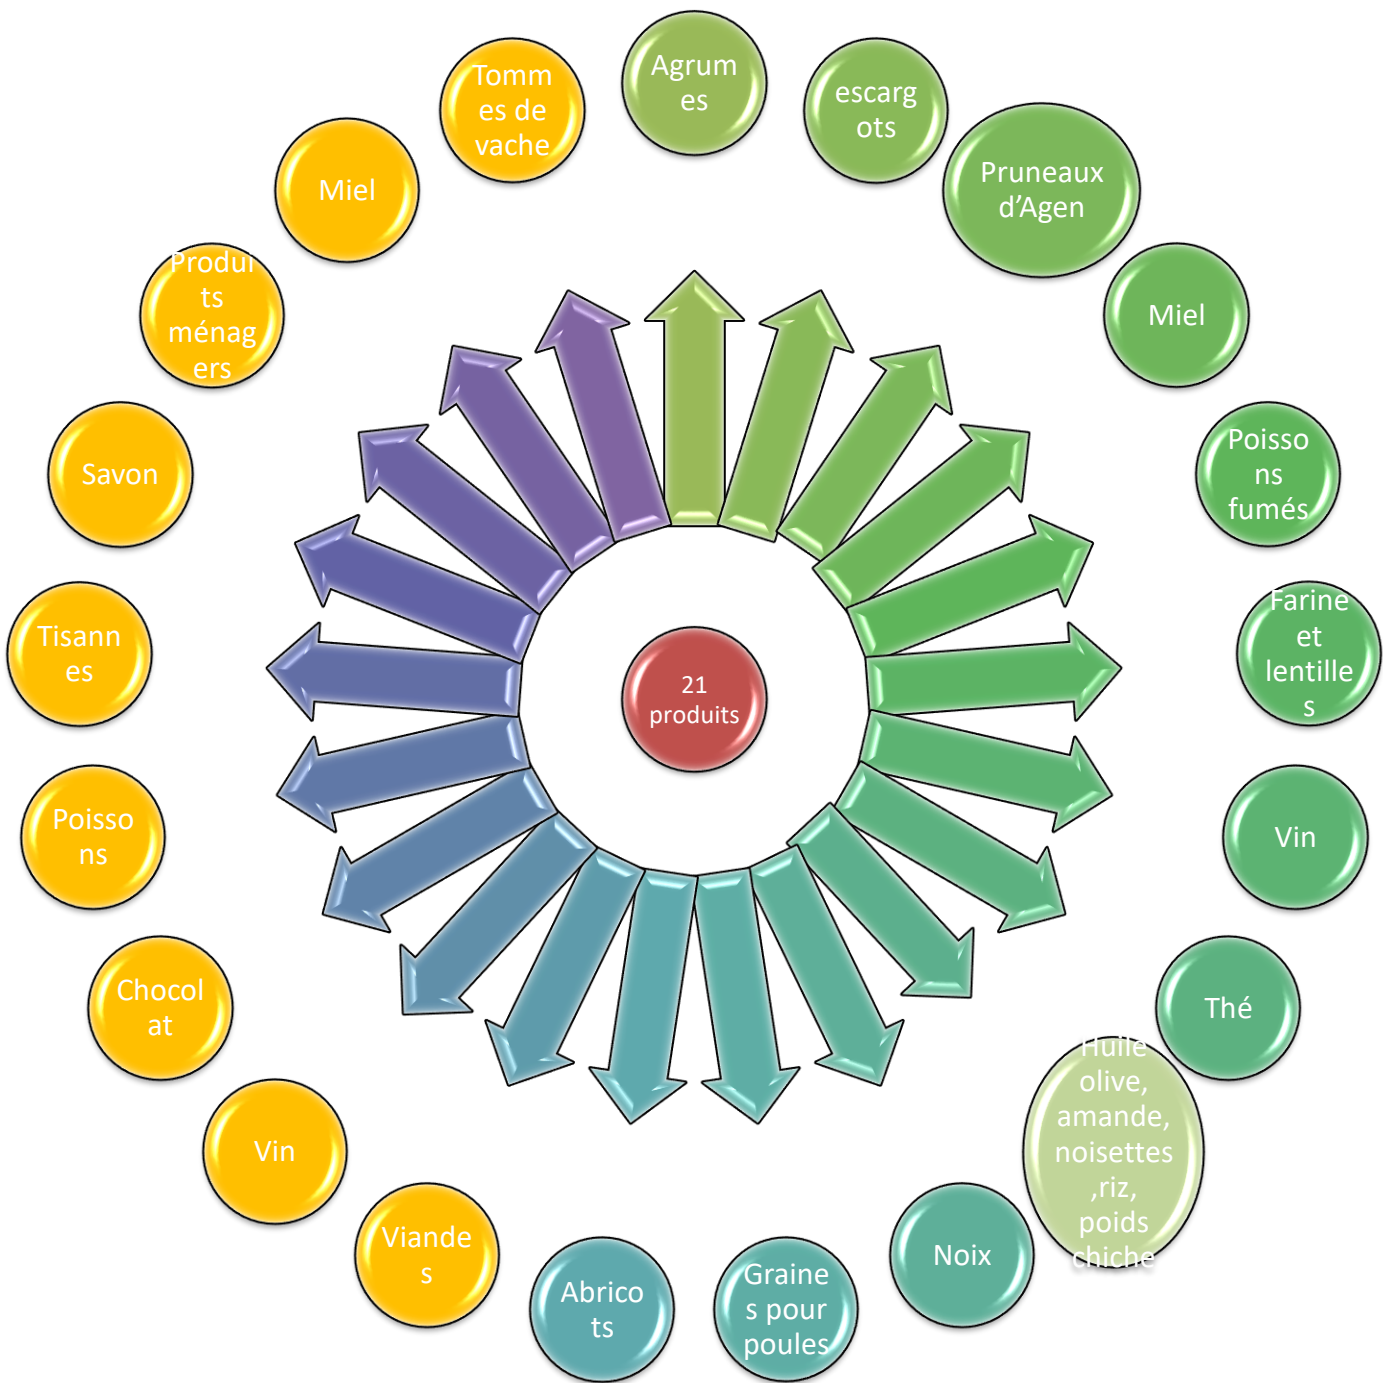 Agrum
es
escarg
ots
Pruneaux
d’Agen
Miel
Poisso
ns
fumés
Farine
et
lentille
s
Vin
Thé
Huile
olive,
amande,
noisettes
,riz,
poids
chiche
Noix
Graine
s pour
poules
Abrico
ts
Viande
s
Vin
Chocol
at
Poisso
ns
Tisann
es
Savon
Produi
ts
ménag
ers
Miel
Tomm
es de
vache
21
produits